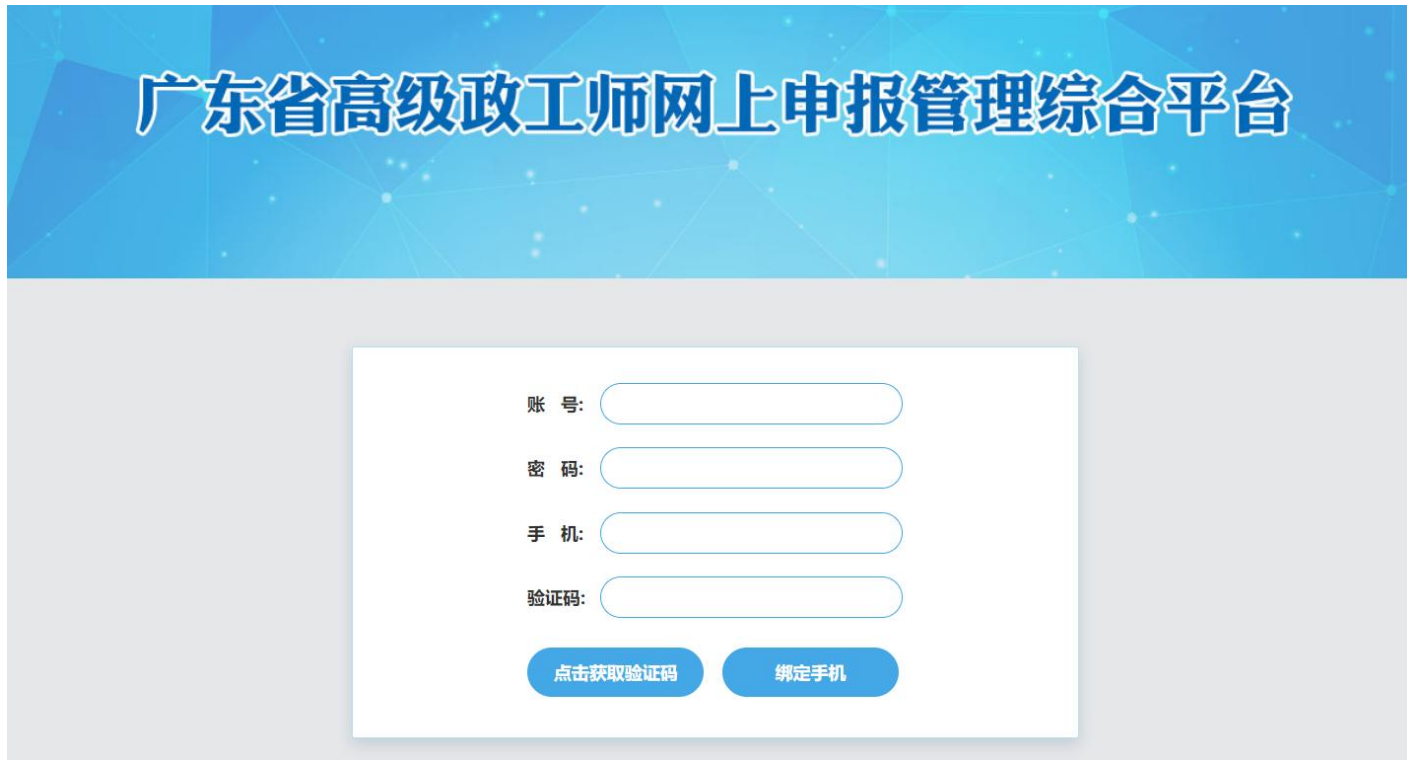 广东省高级政工师网上申报管理综合平台
账 号:
密 码:
手 机:
验证码:
点击获取验证码 绑定手机